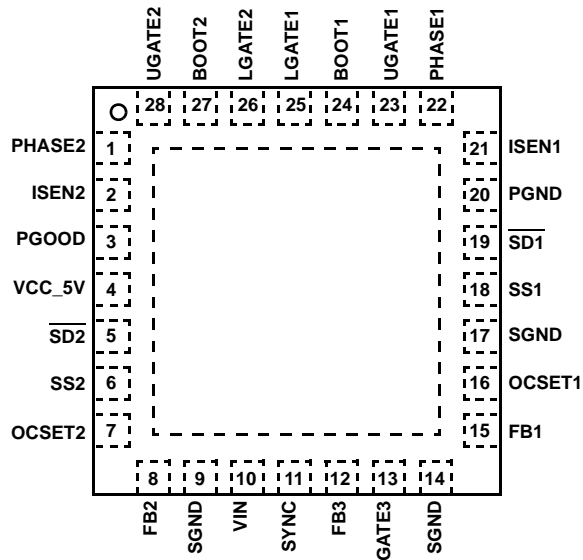 UGATE2
BOOT2
LGATE2
LGATE1
BOOT1
UGATE1
PHASE1
28
27
26
25
24
23
22
PHASE2 1
ISEN2 2
PGOOD 3
VCC_5V 4
SD2 5
SS2 6
OCSET2 7
21 ISEN1
20 PGND
19 SD1
18 SS1
17 SGND
16 OCSET1
15 FB1
8
9
10
11
12
13
14
FB2
SGND
VIN
SYNC
FB3
GATE3
SGND